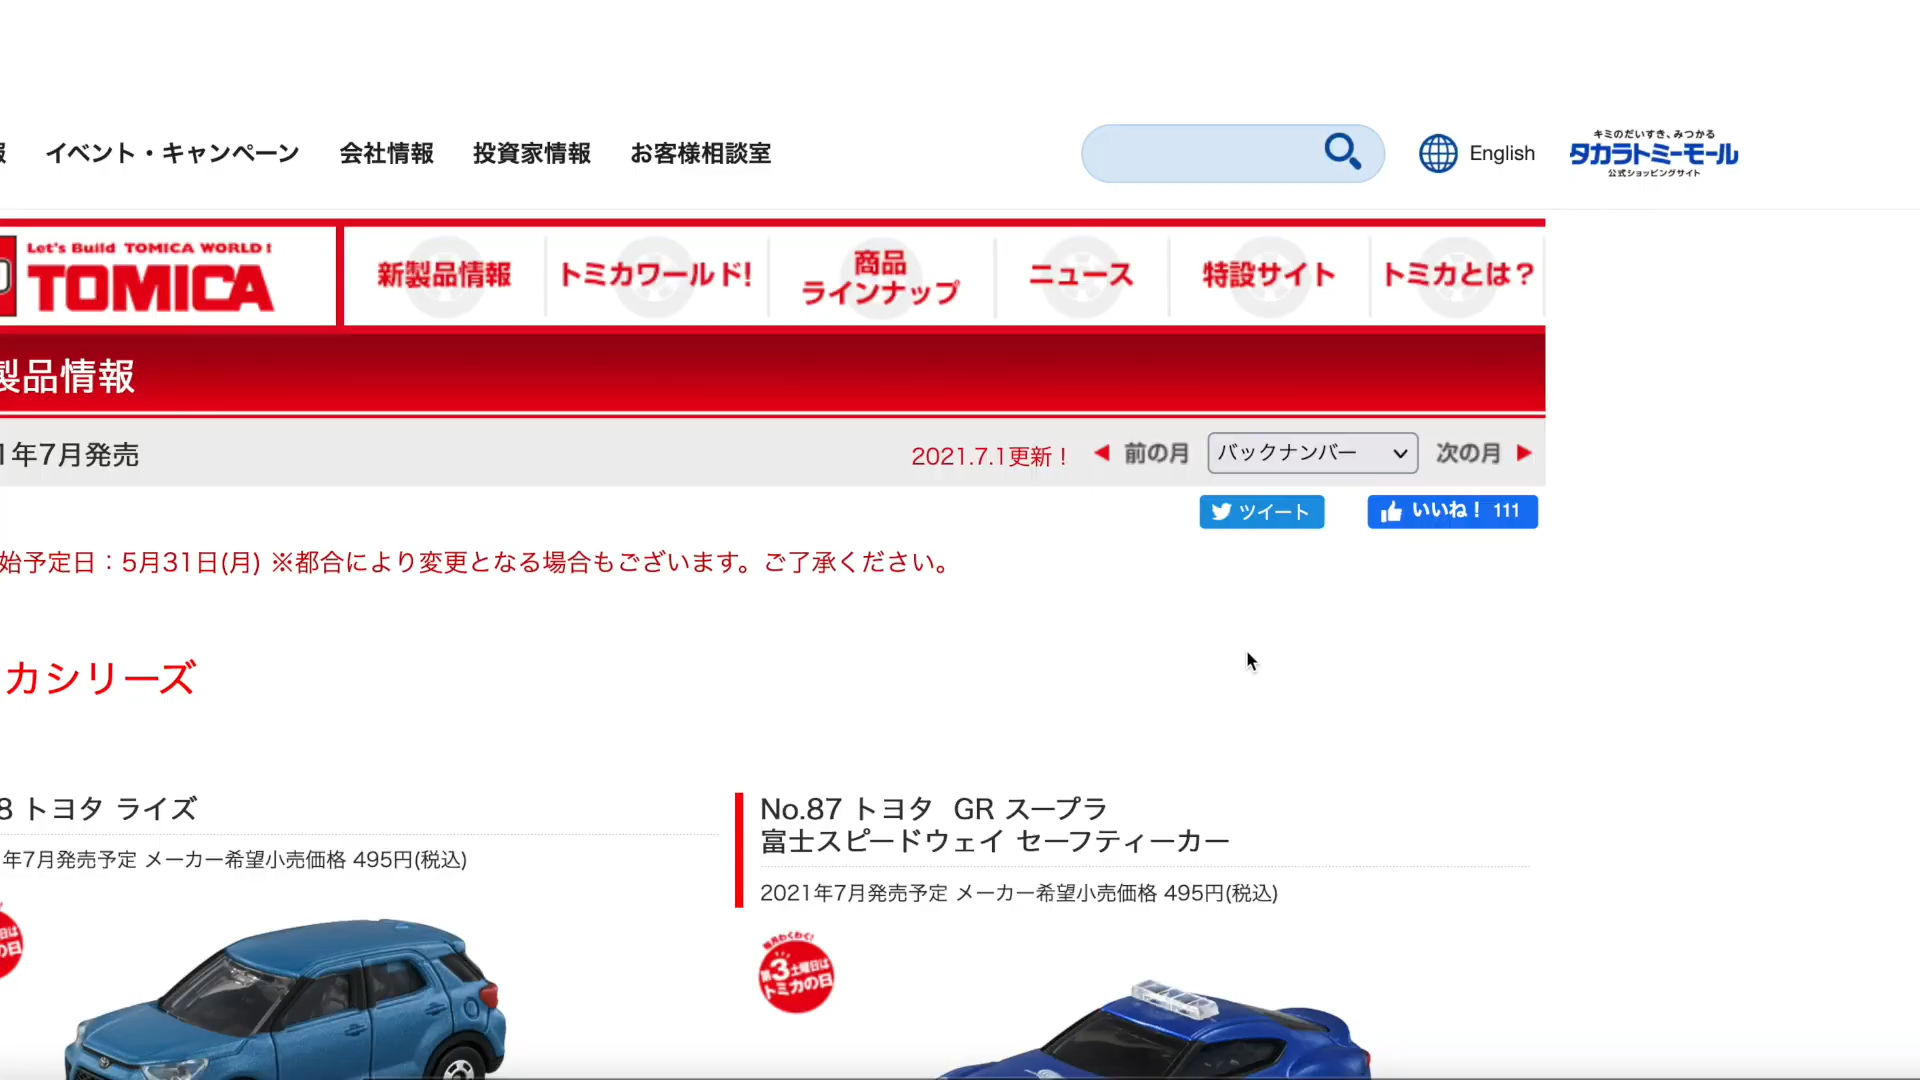 イベント・キャンペーン 会社情報 投資家情報 お客様相談室
English
キミのだいすき、みつかる
タカラトミーモール
公式ショッピングサイト
Let's Build TOMICA WORLD!
TOMICA
新製品情報
トミカワールド!
商品
ラインナップ
ニュース
特設サイト
トミカとは?
製品情報
1年7月発売
2021.7.1更新!
前の月
バックナンバー
次の月
ツイート
いいね! 111
始予定日:5月31日(月) ※都合により変更となる場合もございます。ご了承ください。
カシリーズ
8 トヨタ ライズ
年7月発売予定 メーカー希望小売価格 495円(税込)
No.87 トヨタ GR スープラ
富士スピードウェイ セーフティーカー
2021年7月発売予定 メーカー希望小売価格 495円(税込)
毎月わくわく!
第3土曜日は
トミカの日